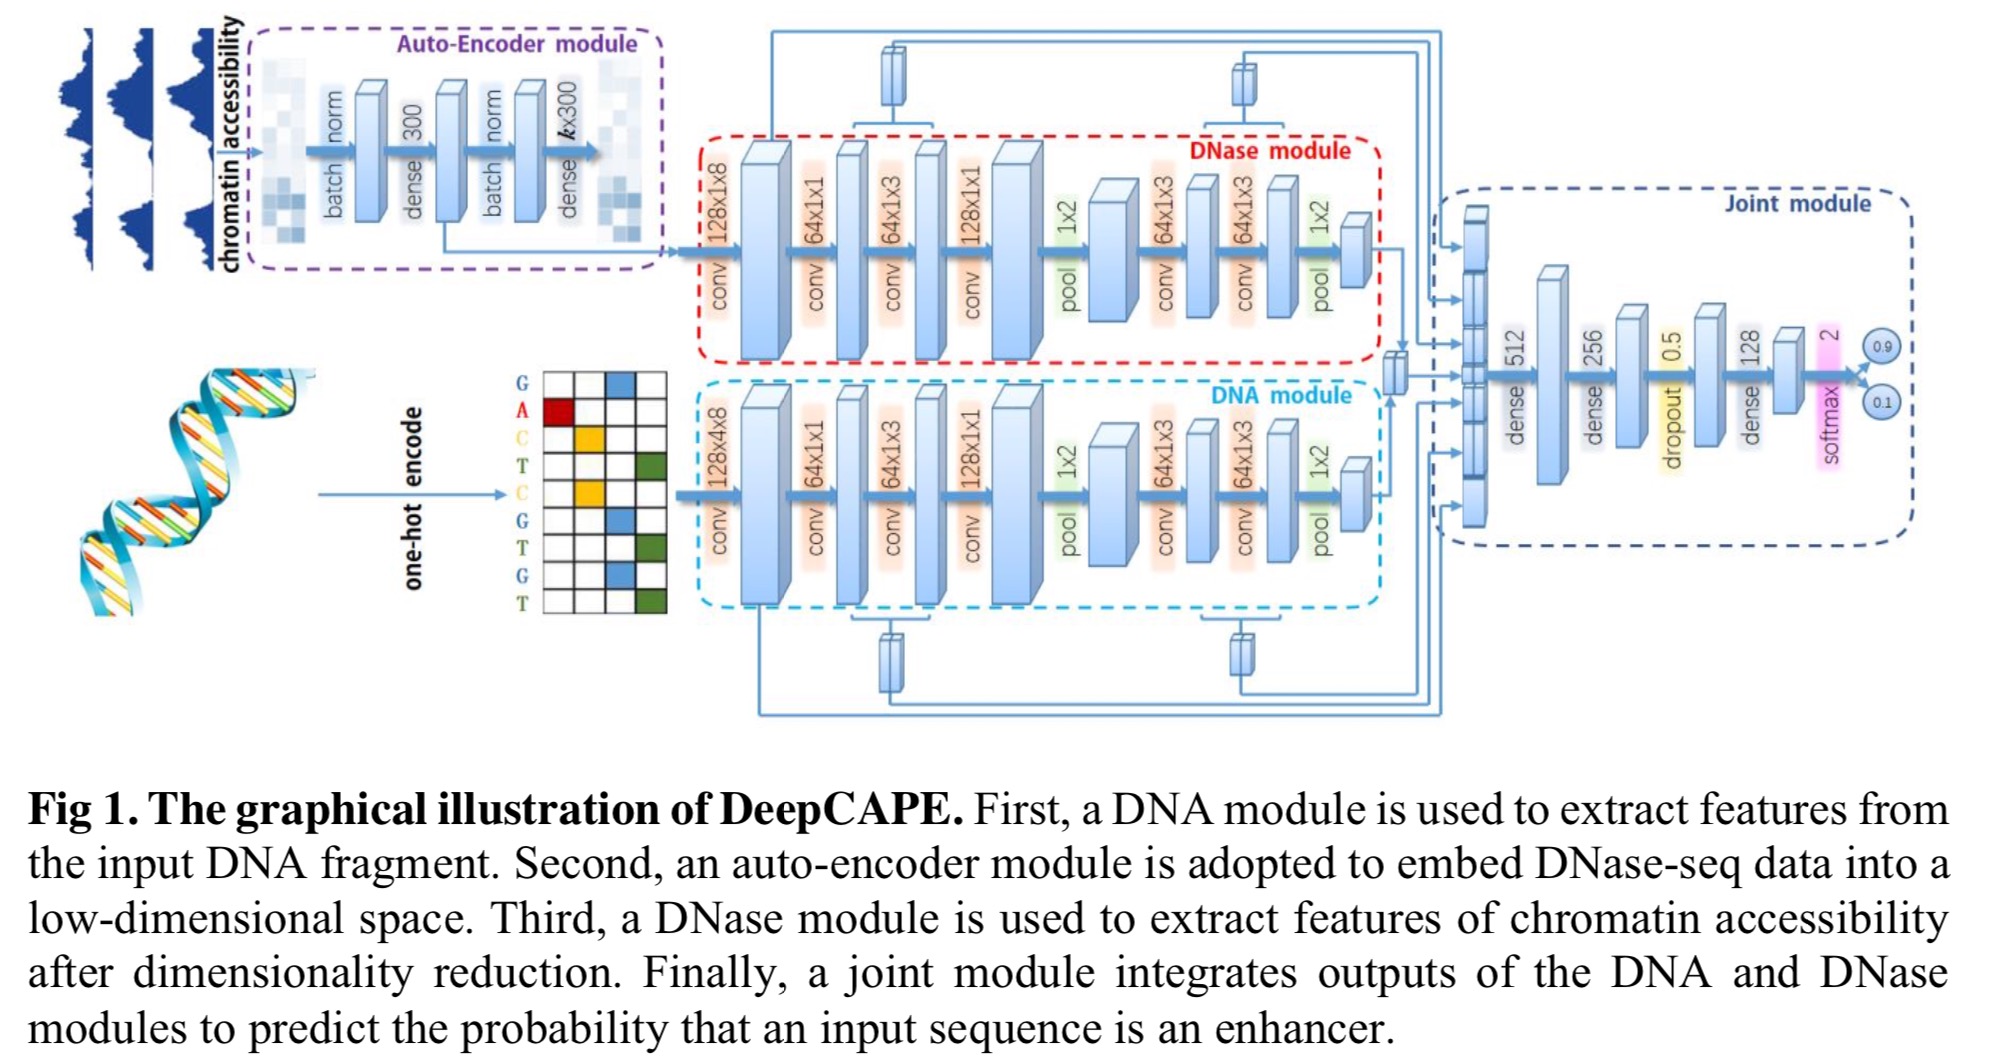 chromatin accessibility
Auto-Encoder module
batch norm
dense 300
batch norm
dense kx300
DNase module
conv 128x1x8
conv 64x1x1
conv 64x1x3
conv 128x1x1
pool 1x2
conv 64x1x3
conv 64x1x3
pool 1x2
one-hot encode
G
A
C
T
C
G
T
G
T
DNA module
conv 128x4x8
conv 64x1x1
conv 64x1x3
conv 128x1x1
pool 1x2
conv 64x1x3
conv 64x1x3
pool 1x2
Joint module
dense 512
dense 256
dropout 0.5
dense 128
softmax 2
0.9
0.1
Fig 1. The graphical illustration of DeepCAPE. First, a DNA module is used to extract features from
the input DNA fragment. Second, an auto-encoder module is adopted to embed DNase-seq data into a
low-dimensional space. Third, a DNase module is used to extract features of chromatin accessibility
after dimensionality reduction. Finally, a joint module integrates outputs of the DNA and DNase
modules to predict the probability that an input sequence is an enhancer.